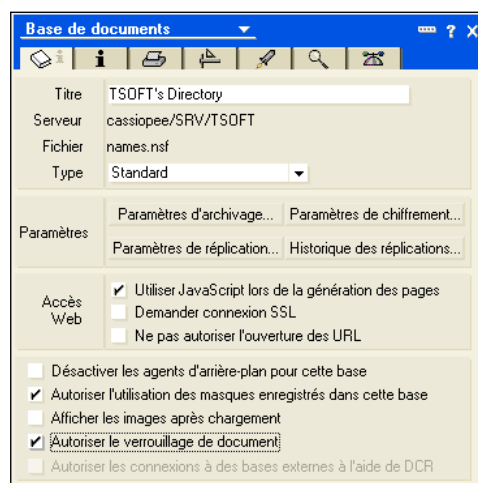 Base de documents
? X
i i
Titre TSOFT's Directory
Serveur cassiopee/SRV/TSOFT
Fichier names.nsf
Type Standard
Paramètres
Paramètres d'archivage... Paramètres de chiffrement...
Paramètres de réplication... Historique des réplications...
Accès Web
Utiliser JavaScript lors de la génération des pages
Demander connexion SSL
Ne pas autoriser l'ouverture des URL
Désactiver les agents d'arrière-plan pour cette base
Autoriser l'utilisation des masques enregistrés dans cette base
Afficher les images après chargement
Autoriser le verrouillage de document
Autoriser les connexions à des bases externes à l'aide de DCR